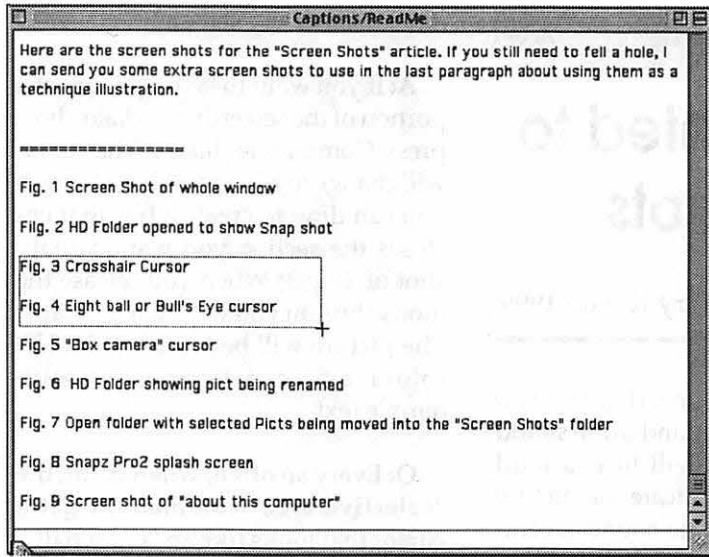 Captions/ReadMe
Here are the screen shots for the "Screen Shots" article. If you still need to fell a hole, I
can send you some extra screen shots to use in the last paragraph about using them as a
technique illustration.
=================
Fig. 1 Screen Shot of whole window
Filg. 2 HD Folder opened to show Snap shot
Fig. 3 Crosshair Cursor
Fig. 4 Eight ball or Bull's Eye cursor
Fig. 5 "Box camera" cursor
Fig. 6 HD Folder showing pict being renamed
Fig. 7 Open folder with selected Picts being moved into the "Screen Shots" folder
Fig. 8 Snapz Pro2 splash screen
Fig. 9 Screen shot of "about this computer"